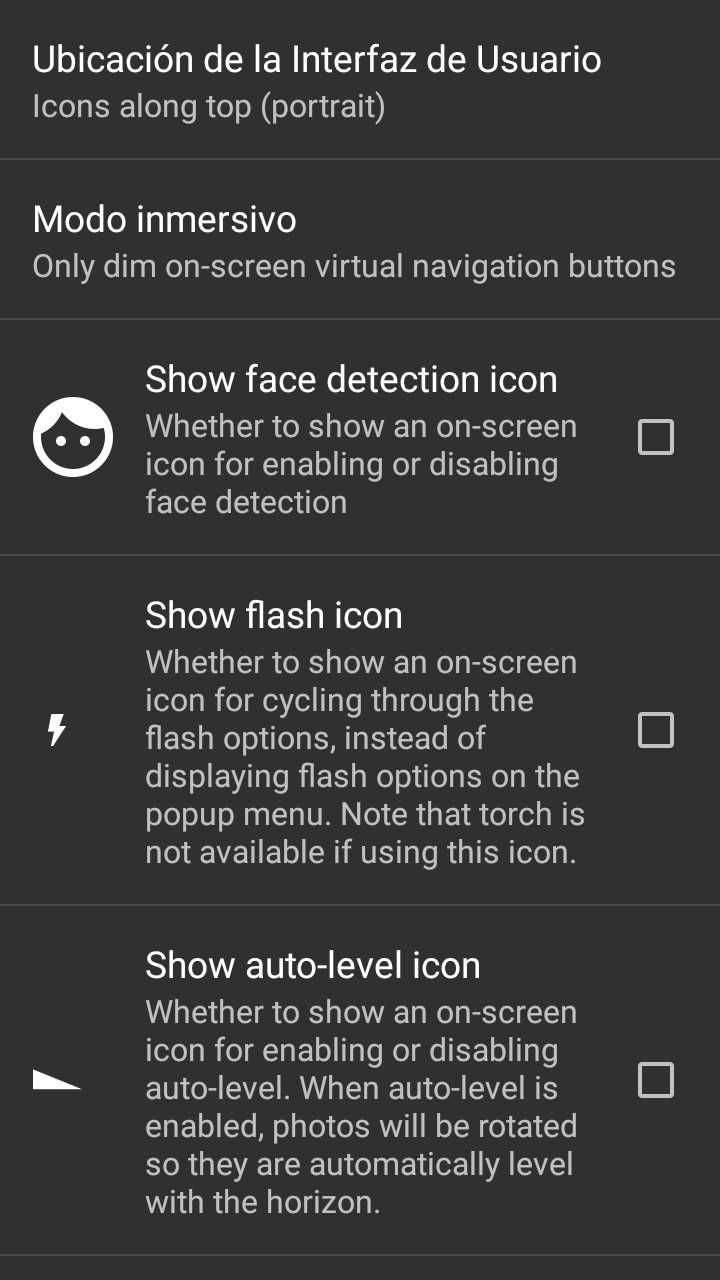 Ubicación de la Interfaz de Usuario
Icons along top (portrait)
Modo inmersivo
Only dim on-screen virtual navigation buttons
Show face detection icon
Whether to show an on-screen
icon for enabling or disabling
face detection
Show flash icon
Whether to show an on-screen
icon for cycling through the
flash options, instead of
displaying flash options on the
popup menu. Note that torch is
not available if using this icon.
Show auto-level icon
Whether to show an on-screen
icon for enabling or disabling
auto-level. When auto-level is
enabled, photos will be rotated
so they are automatically level
with the horizon.